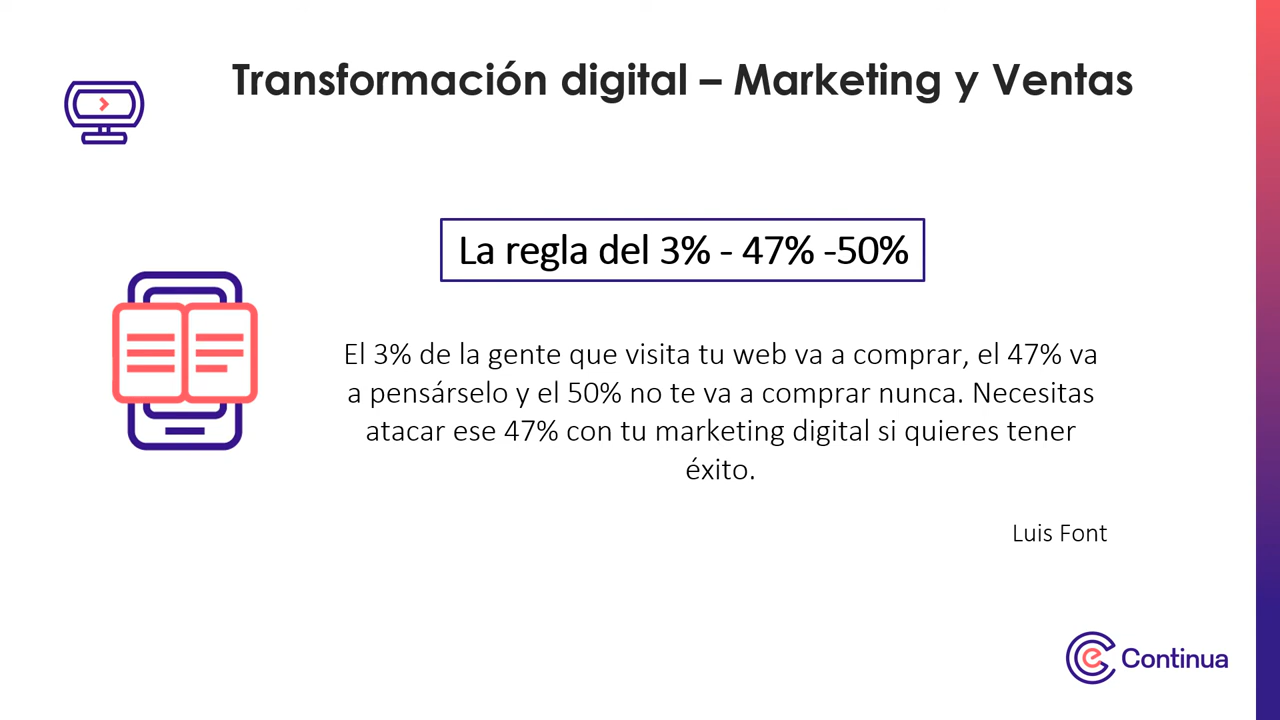 Transformación digital – Marketing y Ventas
La regla del 3% - 47% -50%
El 3% de la gente que visita tu web va a comprar, el 47% va
a pensárselo y el 50% no te va a comprar nunca. Necesitas
atacar ese 47% con tu marketing digital si quieres tener
éxito.
Luis Font
e Continua